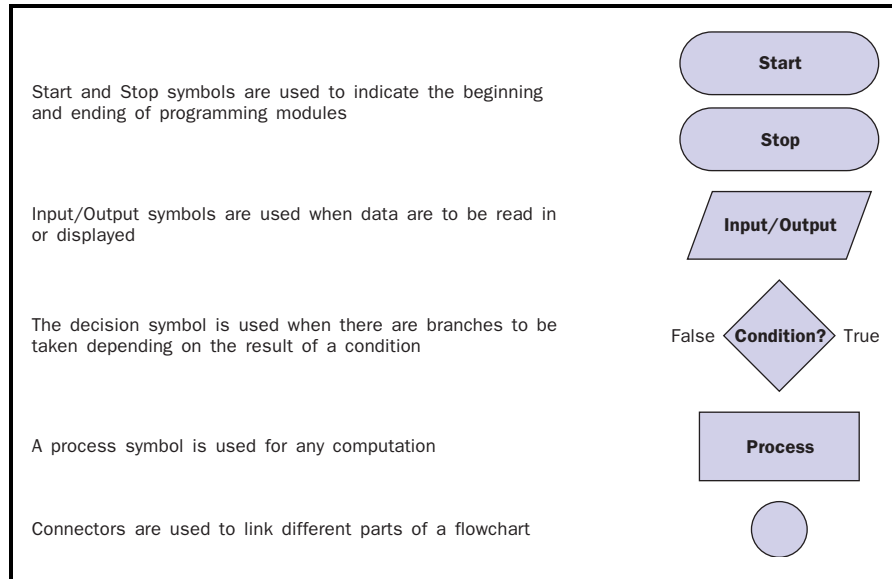 Start
Start and Stop symbols are used to indicate the beginning
and ending of programming modules
Stop
Input/Output symbols are used when data are to be read in
or displayed
Input/Output
The decision symbol is used when there are branches to be
taken depending on the result of a condition
False Condition? True
A process symbol is used for any computation
Process
Connectors are used to link different parts of a flowchart